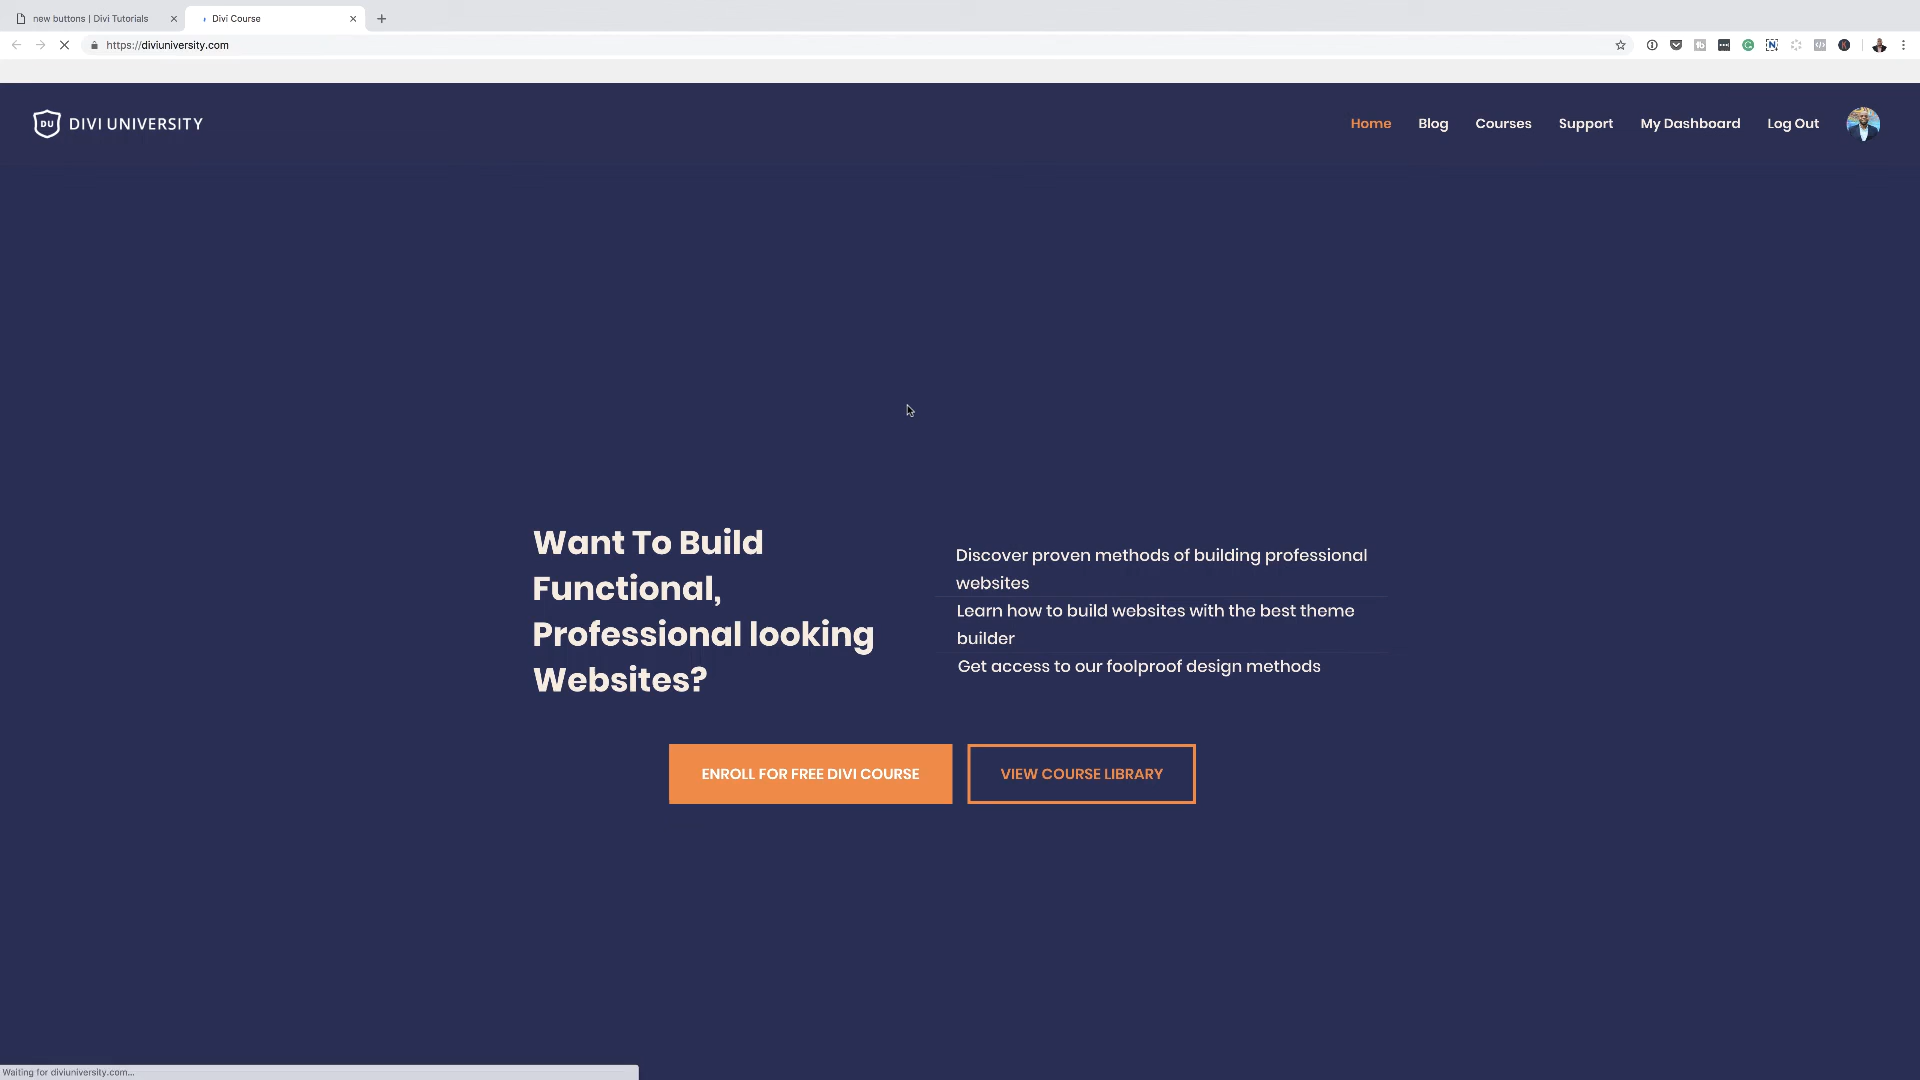 new buttons | Divi Tutorials
Divi Course
https://diviuniversity.com
DU DIVI UNIVERSITY
Home Blog Courses Support My Dashboard Log Out
Want To Build
Functional,
Professional looking
Websites?
Discover proven methods of building professional
websites
Learn how to build websites with the best theme
builder
Get access to our foolproof design methods
ENROLL FOR FREE DIVI COURSE
VIEW COURSE LIBRARY
Waiting for diviuniversity.com...